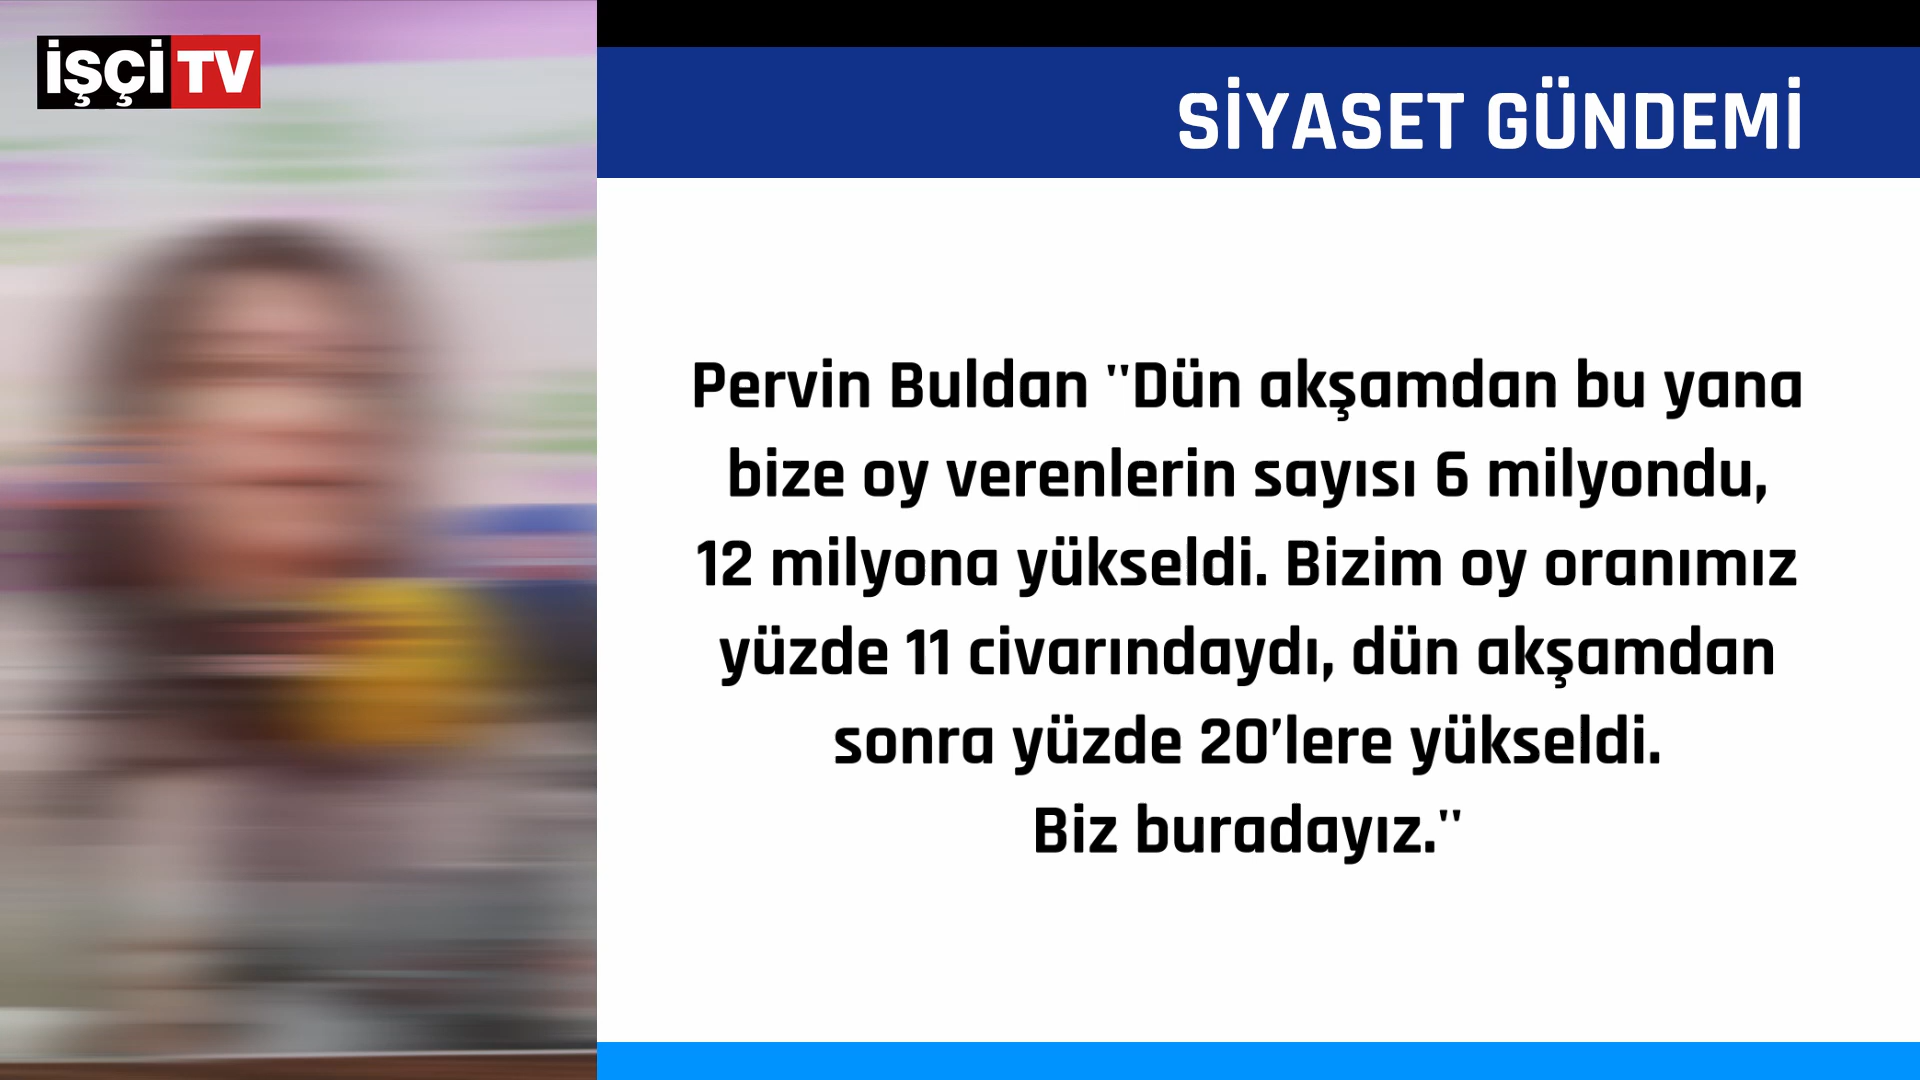 İŞÇİ TV
SİYASET GÜNDEMİ
Pervin Buldan "Dün akşamdan bu yana
bize oy verenlerin sayısı 6 milyondu,
12 milyona yükseldi. Bizim oy oranımız
yüzde 11 civarındaydı, dün akşamdan
sonra yüzde 20’lere yükseldi.
Biz buradayız."